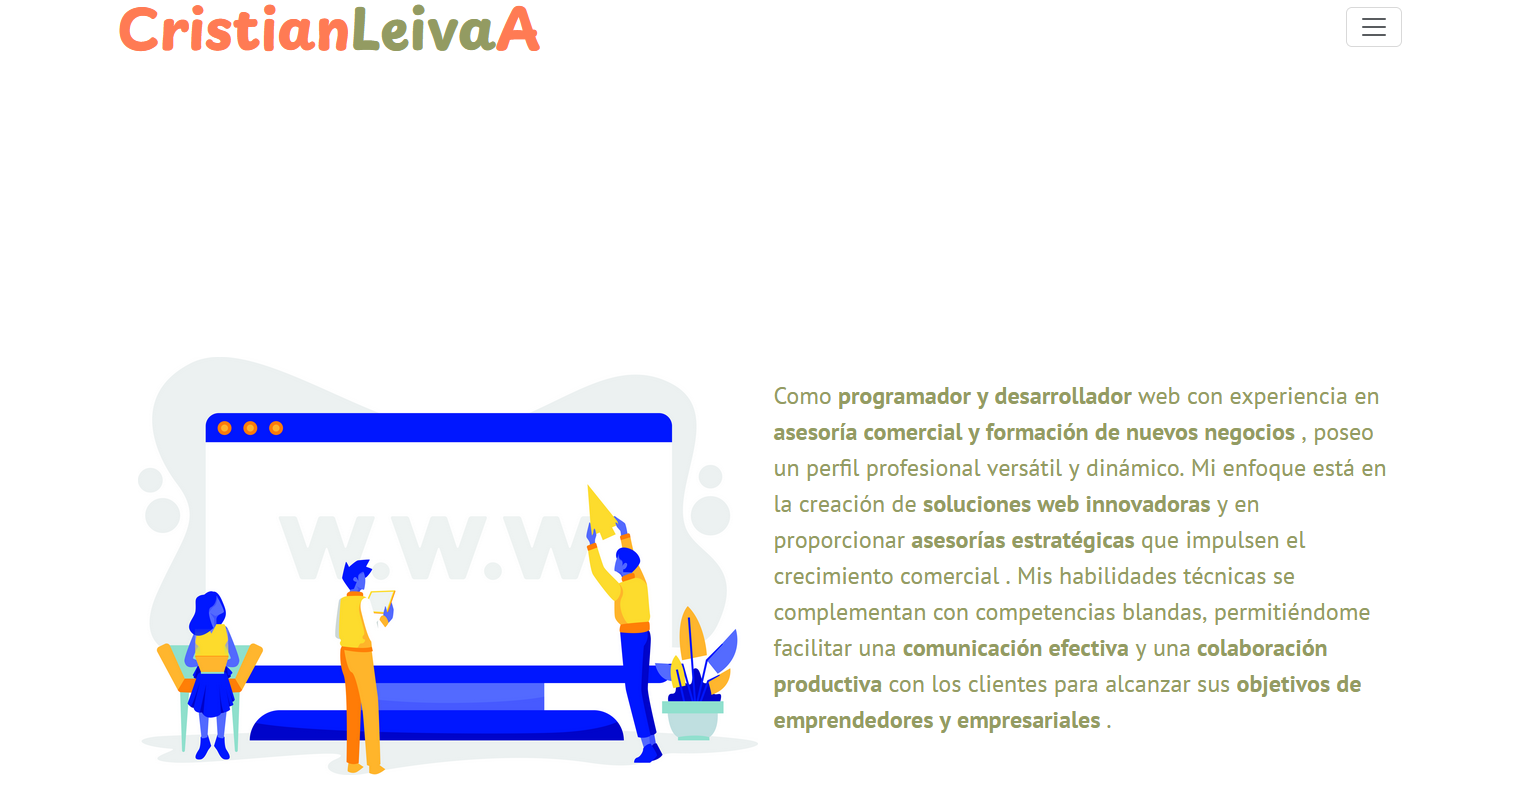 CristianLeivaA
Como programador y desarrollador web con experiencia en
asesoría comercial y formación de nuevos negocios , poseo
un perfil profesional versátil y dinámico. Mi enfoque está en
la creación de soluciones web innovadoras y en
proporcionar asesorías estratégicas que impulsen el
crecimiento comercial . Mis habilidades técnicas se
complementan con competencias blandas, permitiéndome
facilitar una comunicación efectiva y una colaboración
productiva con los clientes para alcanzar sus objetivos de
emprendedores y empresariales .
W.W.W